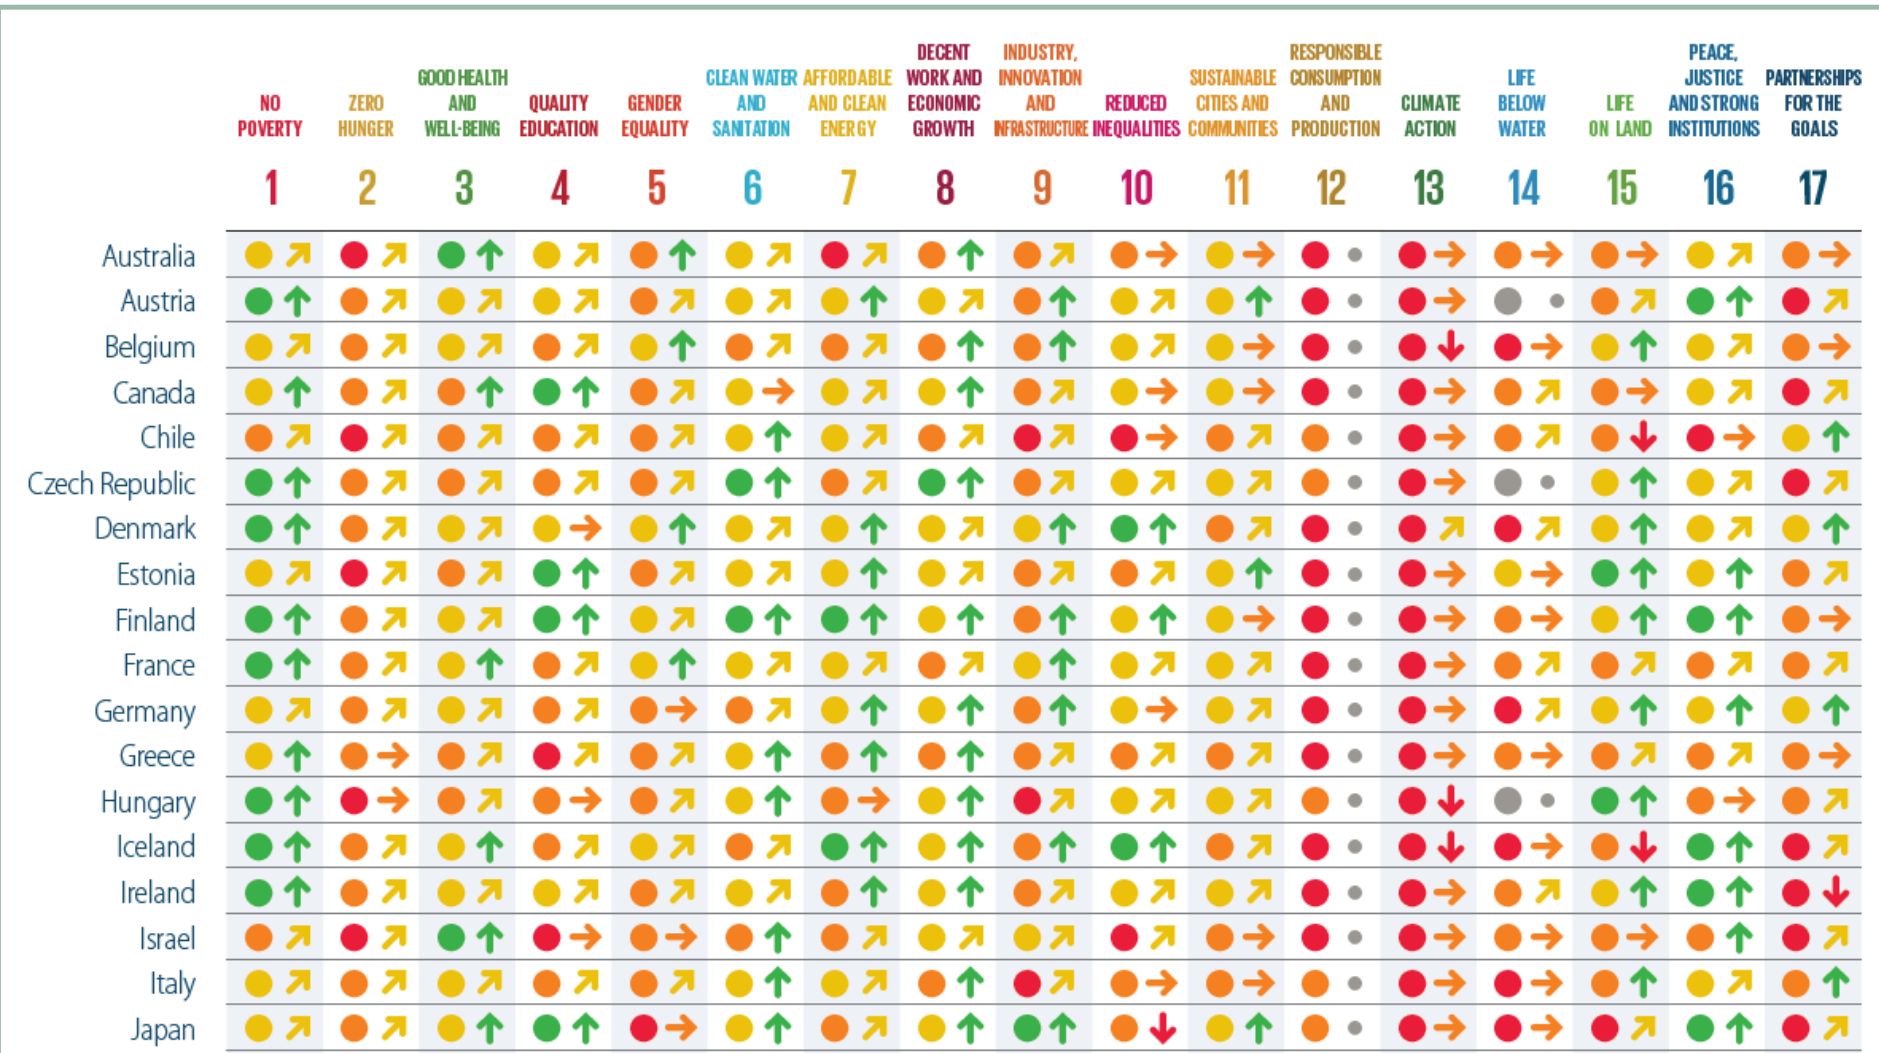 NO POVERTY
ZERO HUNGER
GOOD HEALTH AND WELL-BEING
QUALITY EDUCATION
GENDER EQUALITY
CLEAN WATER AND SANITATION
AFFORDABLE AND CLEAN ENERGY
DECENT WORK AND ECONOMIC GROWTH
INDUSTRY, INNOVATION AND INFRASTRUCTURE
REDUCED INEQUALITIES
SUSTAINABLE CITIES AND COMMUNITIES
RESPONSIBLE CONSUMPTION AND PRODUCTION
CLIMATE ACTION
LIFE BELOW WATER
LIFE ON LAND
PEACE, JUSTICE AND STRONG INSTITUTIONS
PARTNERSHIPS FOR THE GOALS
1 2 3 4 5 6 7 8 9 10 11 12 13 14 15 16 17
Australia
Austria
Belgium
Canada
Chile
Czech Republic
Denmark
Estonia
Finland
France
Germany
Greece
Hungary
Iceland
Ireland
Israel
Italy
Japan